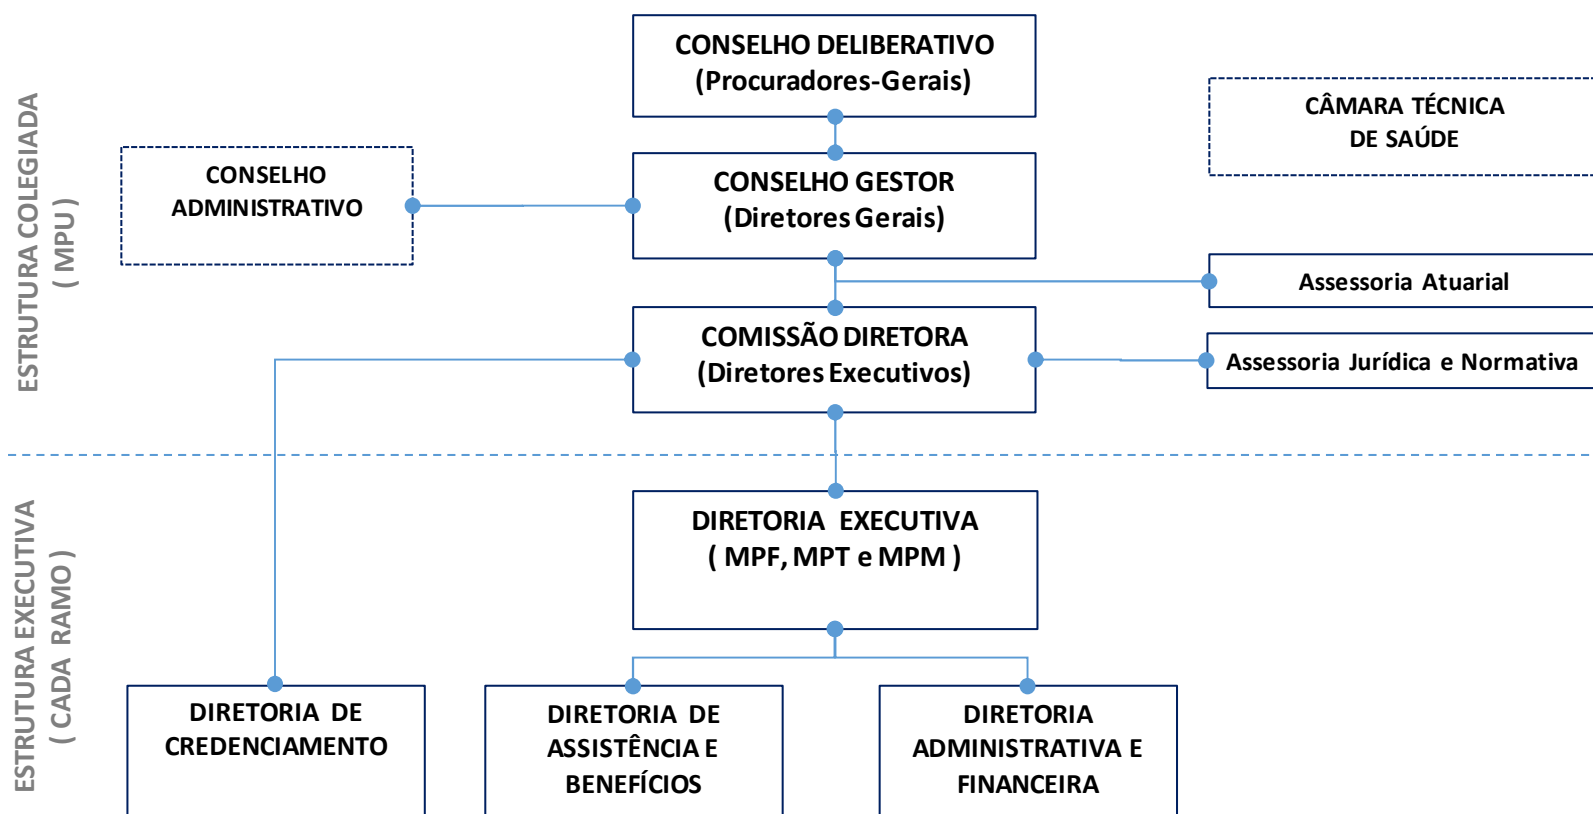 CONSELHO DELIBERATIVO
(Procuradores-Gerais)
CÂMARA TÉCNICA
DE SAÚDE
CONSELHO
ADMINISTRATIVO
CONSELHO GESTOR
(Diretores Gerais)
Assessoria Atuarial
COMISSÃO DIRETORA
(Diretores Executivos)
Assessoria Jurídica e Normativa
ESTRUTURA COLEGIADA
( MPU )
DIRETORIA EXECUTIVA
( MPF, MPT e MPM )
ESTRUTURA EXECUTIVA
( CADA RAMO )
DIRETORIA DE
CREDENCIAMENTO
DIRETORIA DE
ASSISTÊNCIA E
BENEFÍCIOS
DIRETORIA
ADMINISTRATIVA E
FINANCEIRA